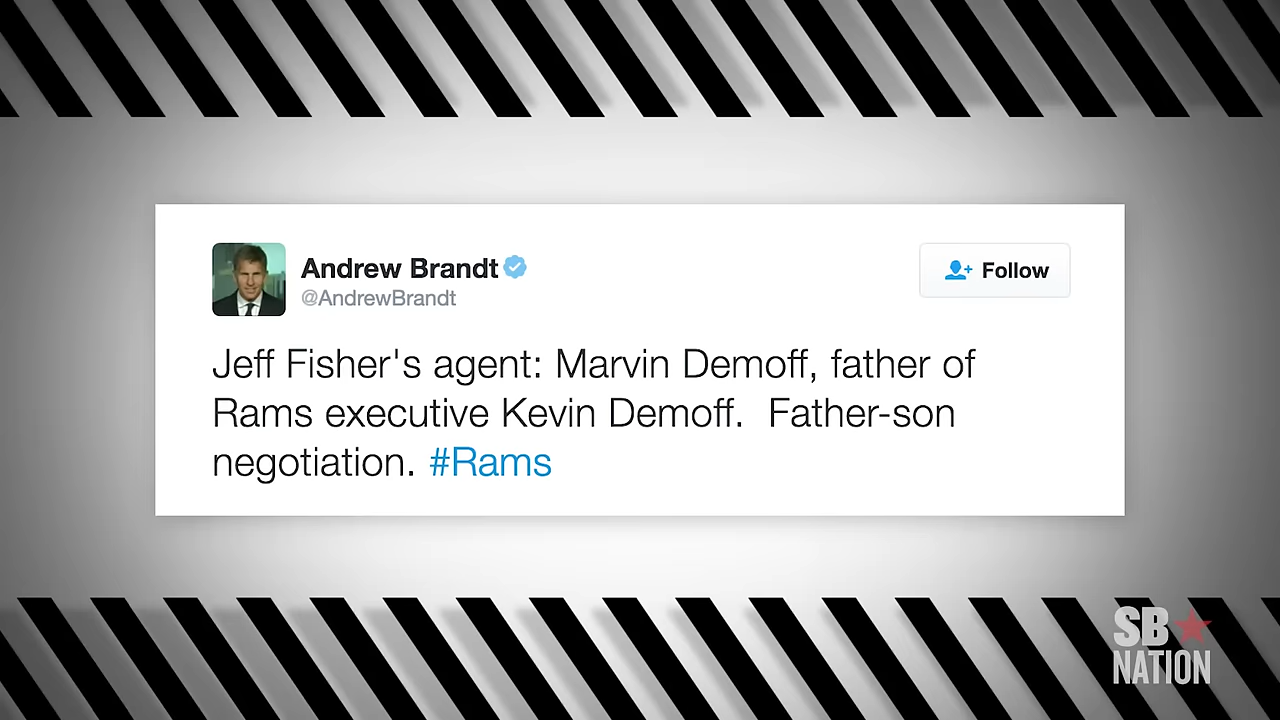 Andrew Brandt
@AndrewBrandt
Follow
Jeff Fisher's agent: Marvin Demoff, father of
Rams executive Kevin Demoff.  Father-son
negotiation. #Rams
SB
NATION